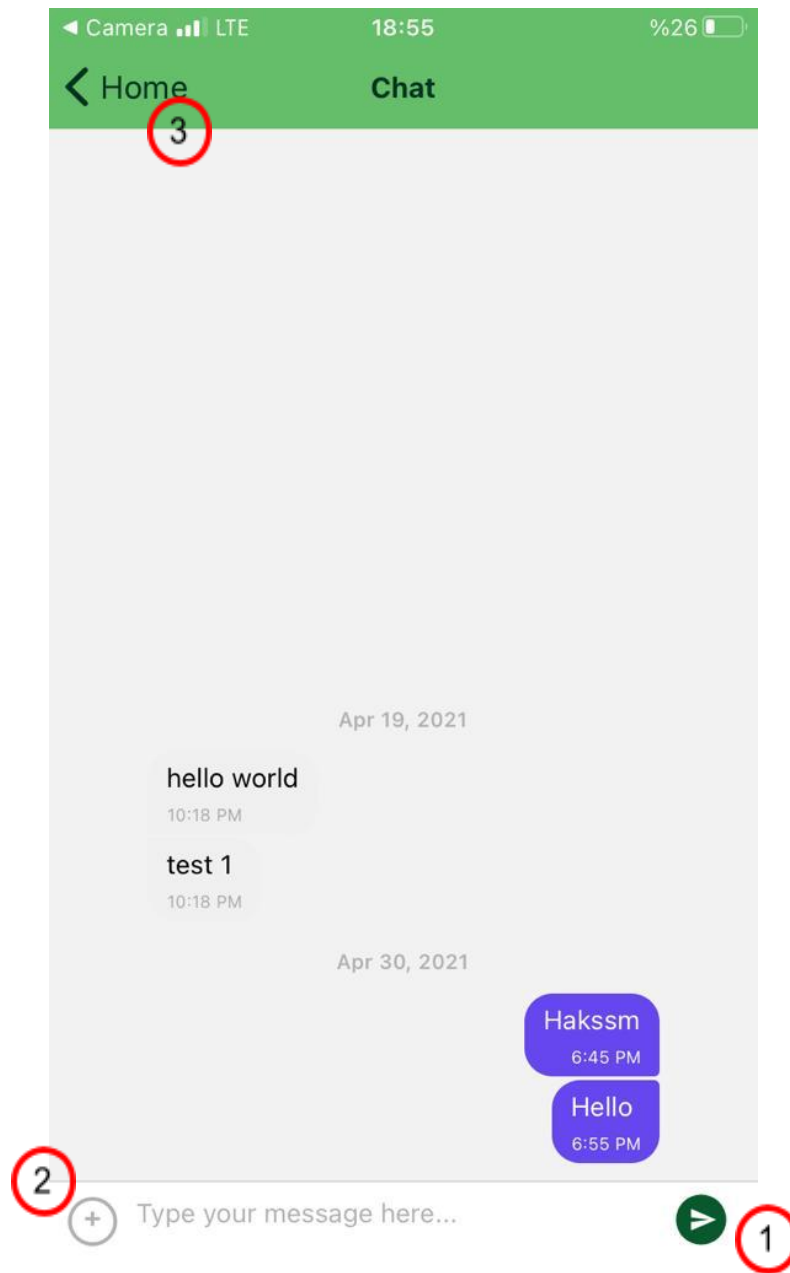 Camera LTE 18:55 %26
Home Chat
3
Apr 19, 2021
hello world
10:18 PM
test 1
10:18 PM
Apr 30, 2021
Hakssm
6:45 PM
Hello
6:55 PM
2
Type your message here...
1